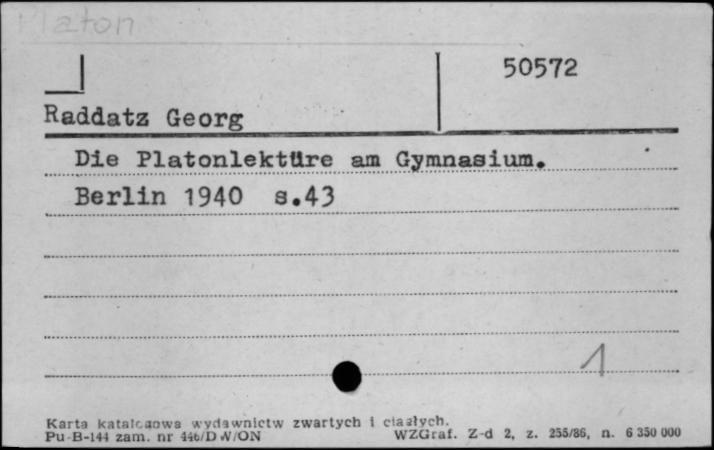 Platon
50572
Raddatz Georg
Die Platonlektüre am Gymnasium.
Berlin 1940 s.43
1
Karta katalogowa wydawnictw zwartych i ciągłych.
Pu-B-144 zam. nr 446/DW/ON WZGraf. Z-d 2, z. 255/86, n. 6 350 000